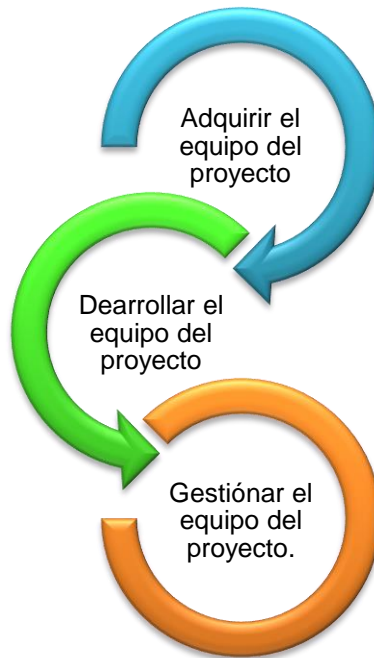 Adquirir el
equipo del
proyecto
Dearrollar el
equipo del
proyecto
Gestiónar el
equipo del
proyecto.